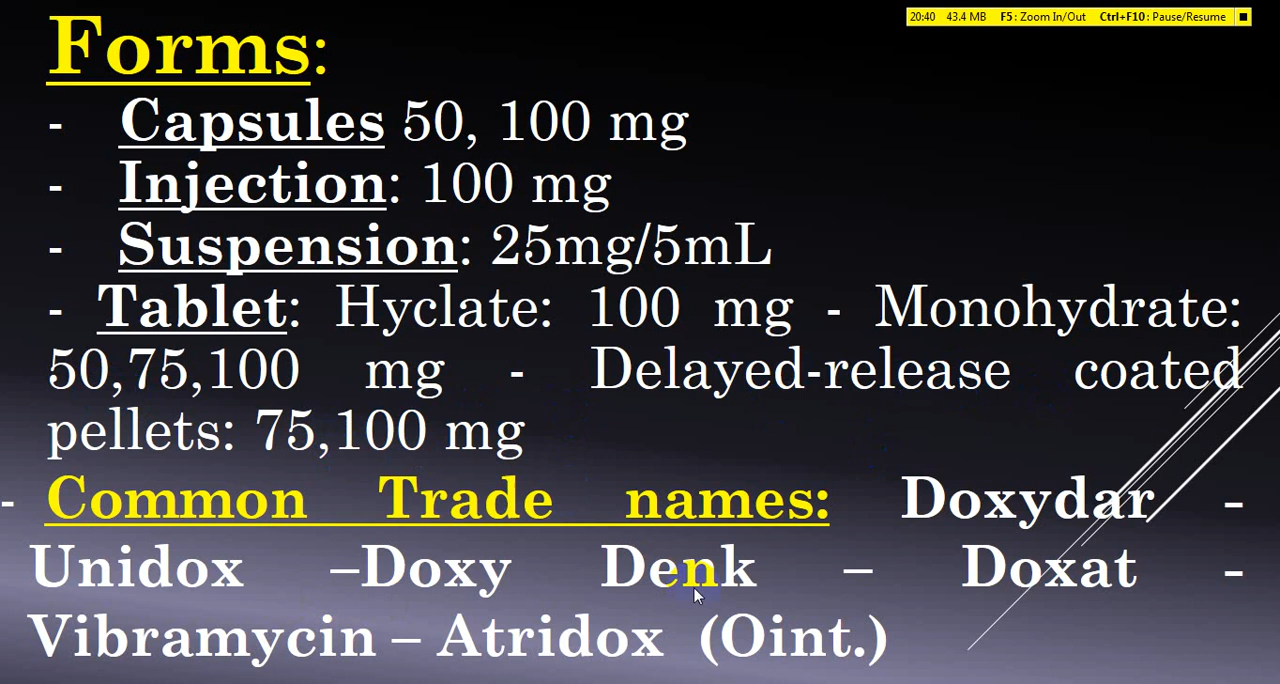 20:40 43.4 MB F5: Zoom In/Out Ctrl+F10: Pause/Resume
Forms:
- Capsules 50, 100 mg
- Injection: 100 mg
- Suspension: 25mg/5mL
- Tablet: Hyclate: 100 mg - Monohydrate:
50,75,100 mg - Delayed-release coated
pellets: 75,100 mg
- Common Trade names: Doxydar -
Unidox –Doxy Denk – Doxat -
Vibramycin – Atridox (Oint.)